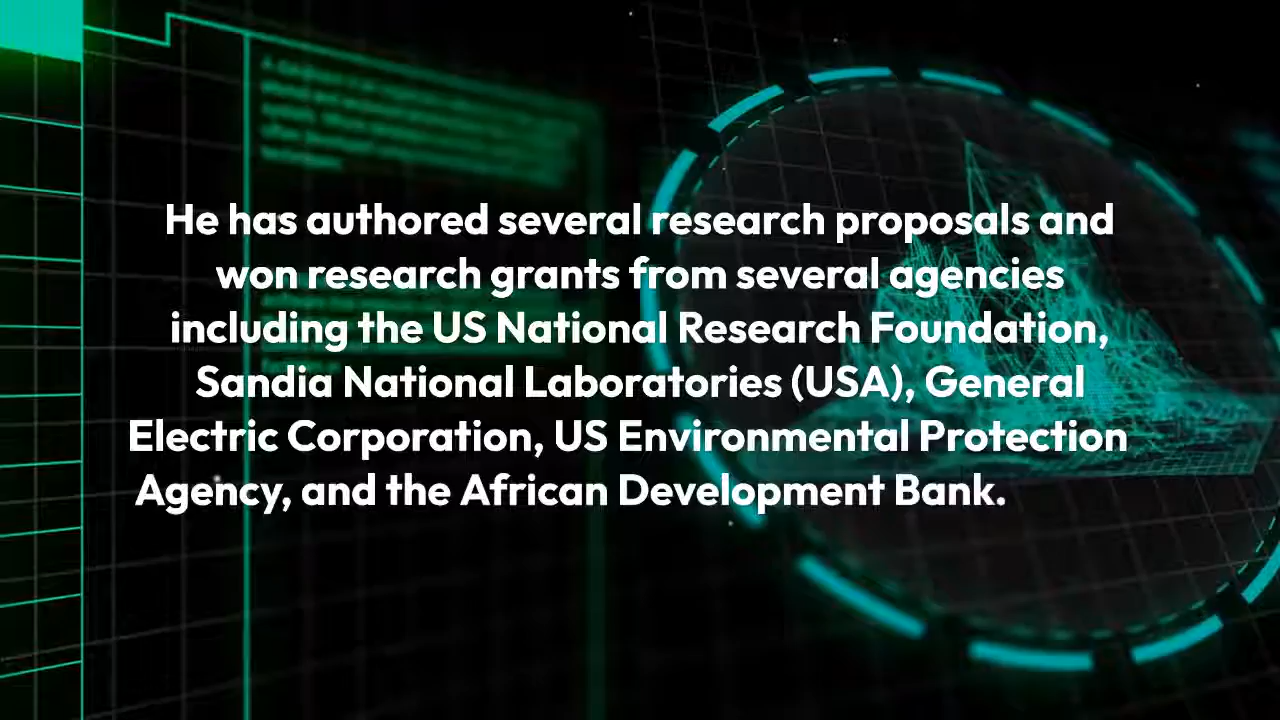 He has authored several research proposals and
won research grants from several agencies
including the US National Research Foundation,
Sandia National Laboratories (USA), General
Electric Corporation, US Environmental Protection
Agency, and the African Development Bank.